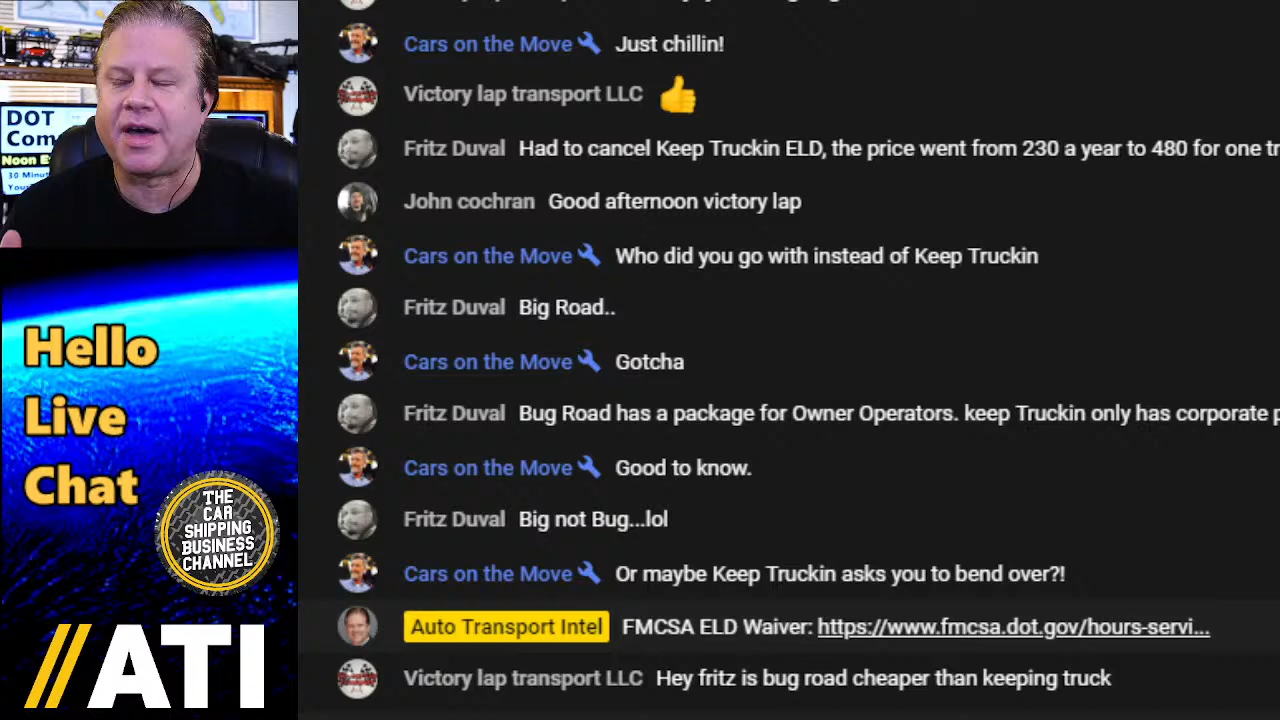 DOT
Com
Noon E
30 Minut
You
Hello
Live
Chat
THE
CAR
SHIPPING
BUSINESS
CHANNEL
//ATI
Cars on the Move Just chillin!
Victory lap transport LLC 👍
Fritz Duval Had to cancel Keep Truckin ELD, the price went from 230 a year to 480 for one tr
John cochran Good afternoon victory lap
Cars on the Move Who did you go with instead of Keep Truckin
Fritz Duval Big Road..
Cars on the Move Gotcha
Fritz Duval Bug Road has a package for Owner Operators. keep Truckin only has corporate p
Cars on the Move Good to know.
Fritz Duval Big not Bug...lol
Cars on the Move Or maybe Keep Truckin asks you to bend over?!
Auto Transport Intel FMCSA ELD Waiver: https://www.fmcsa.dot.gov/hours-servi...
Victory lap transport LLC Hey fritz is bug road cheaper than keeping truck